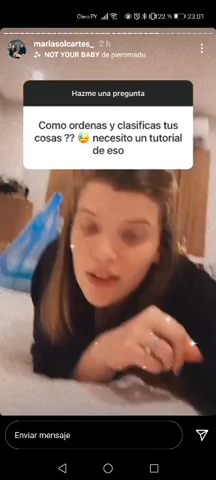 Claro PY 22 % 23:01
mariasolcartes_ 2 h
NOT YOUR BABY de pieromadu
Hazme una pregunta
Como ordenas y clasificas tus
cosas ?? 😓 necesito un tutorial
de eso
Enviar mensaje